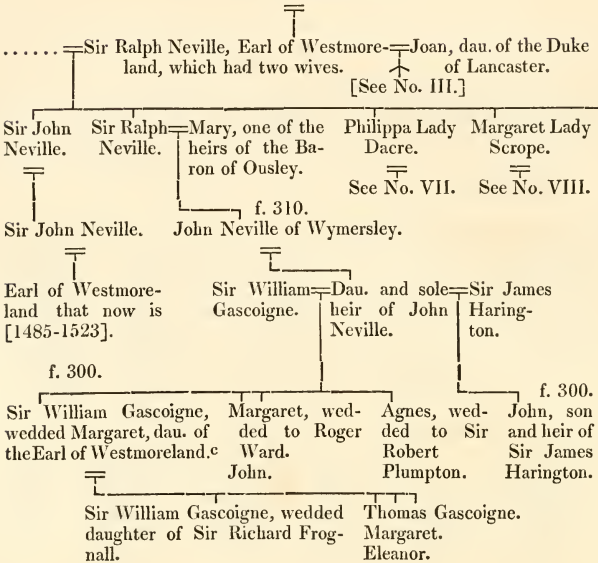 ...... Sir Ralph Neville, Earl of Westmore- Joan, dau. of the Duke
land, which had two wives. of Lancaster.
[See No. III.]
Sir John Sir Ralph Mary, one of the Philippa Lady Margaret Lady
Neville. Neville. heirs of the Ba- Dacre. Scrope.
ron of Ousley. See No. VII. See No. VIII.
f. 310.
Sir John Neville. John Neville of Wymersley.
Earl of Westmore- Sir William Dau. and sole Sir James
land that now is Gascoigne. heir of John Haring-
[1485-1523]. Neville. ton.
f. 300. f. 300.
Sir William Gascoigne, Margaret, wed- Agnes, wed- John, son
wedded Margaret, dau. of ded to Roger ded to Sir and heir of
the Earl of Westmoreland.c Ward. Robert Sir James
John. Plumpton. Harington.
Sir William Gascoigne, wedded Thomas Gascoigne.
daughter of Sir Richard Frog- Margaret.
nall. Eleanor.